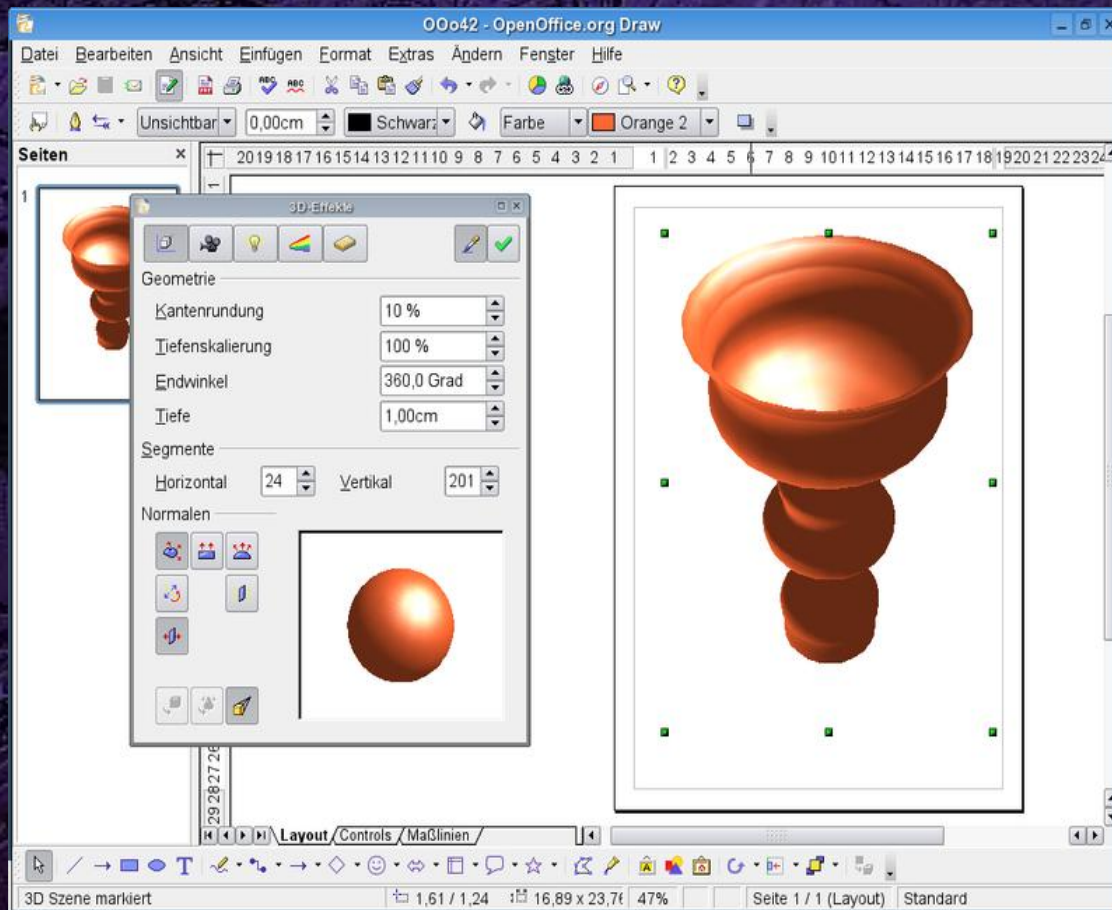 OOo42 - OpenOffice.org Draw
Datei Bearbeiten Ansicht Einfügen Format Extras Ändern Fenster Hilfe
Unsichtbar 0,00cm Schwarz Farbe Orange 2
Seiten
20 19 18 17 16 15 14 13 12 11 10 9 8 7 6 5 4 3 2 1 1 2 3 4 5 6 7 8 9 10 11 12 13 14 15 16 17 18 19 20 21 22 23 24
1
1
3D-Effekte
Geometrie
Kantenrundung 10 %
Tiefenskalierung 100 %
Endwinkel 360,0 Grad
Tiefe 1,00cm
Segmente
Horizontal 24 Vertikal 201
Normalen
29 28 27 26
Layout Controls Maßlinien
3D Szene markiert 1,61 / 1,24 16,89 x 23,76 47% Seite 1 / 1 (Layout) Standard